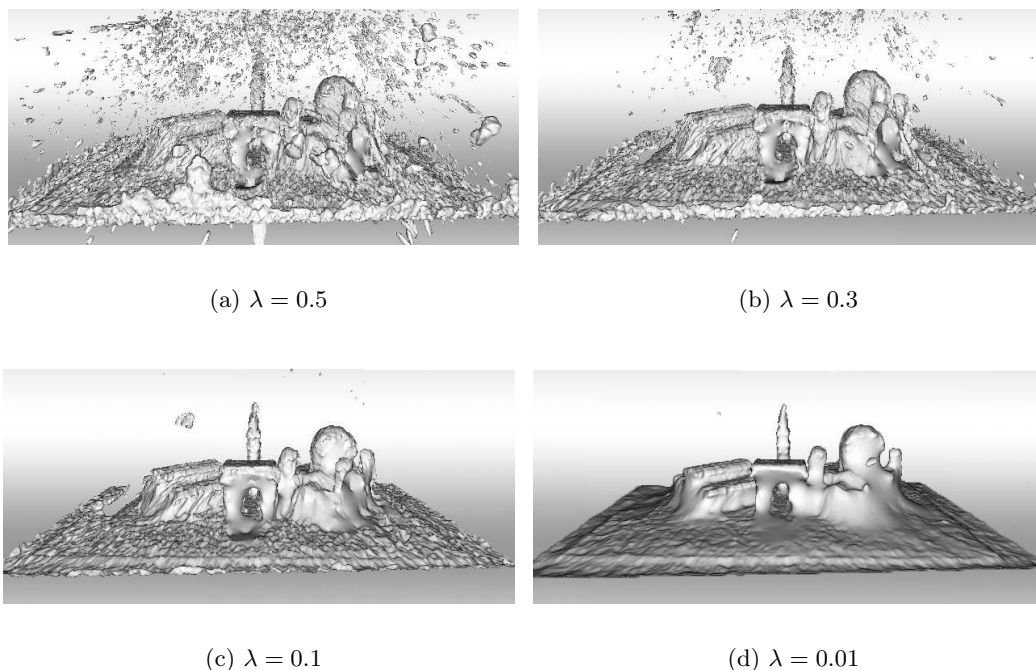 (a) λ = 0.5
(b) λ = 0.3
(c) λ = 0.1
(d) λ = 0.01